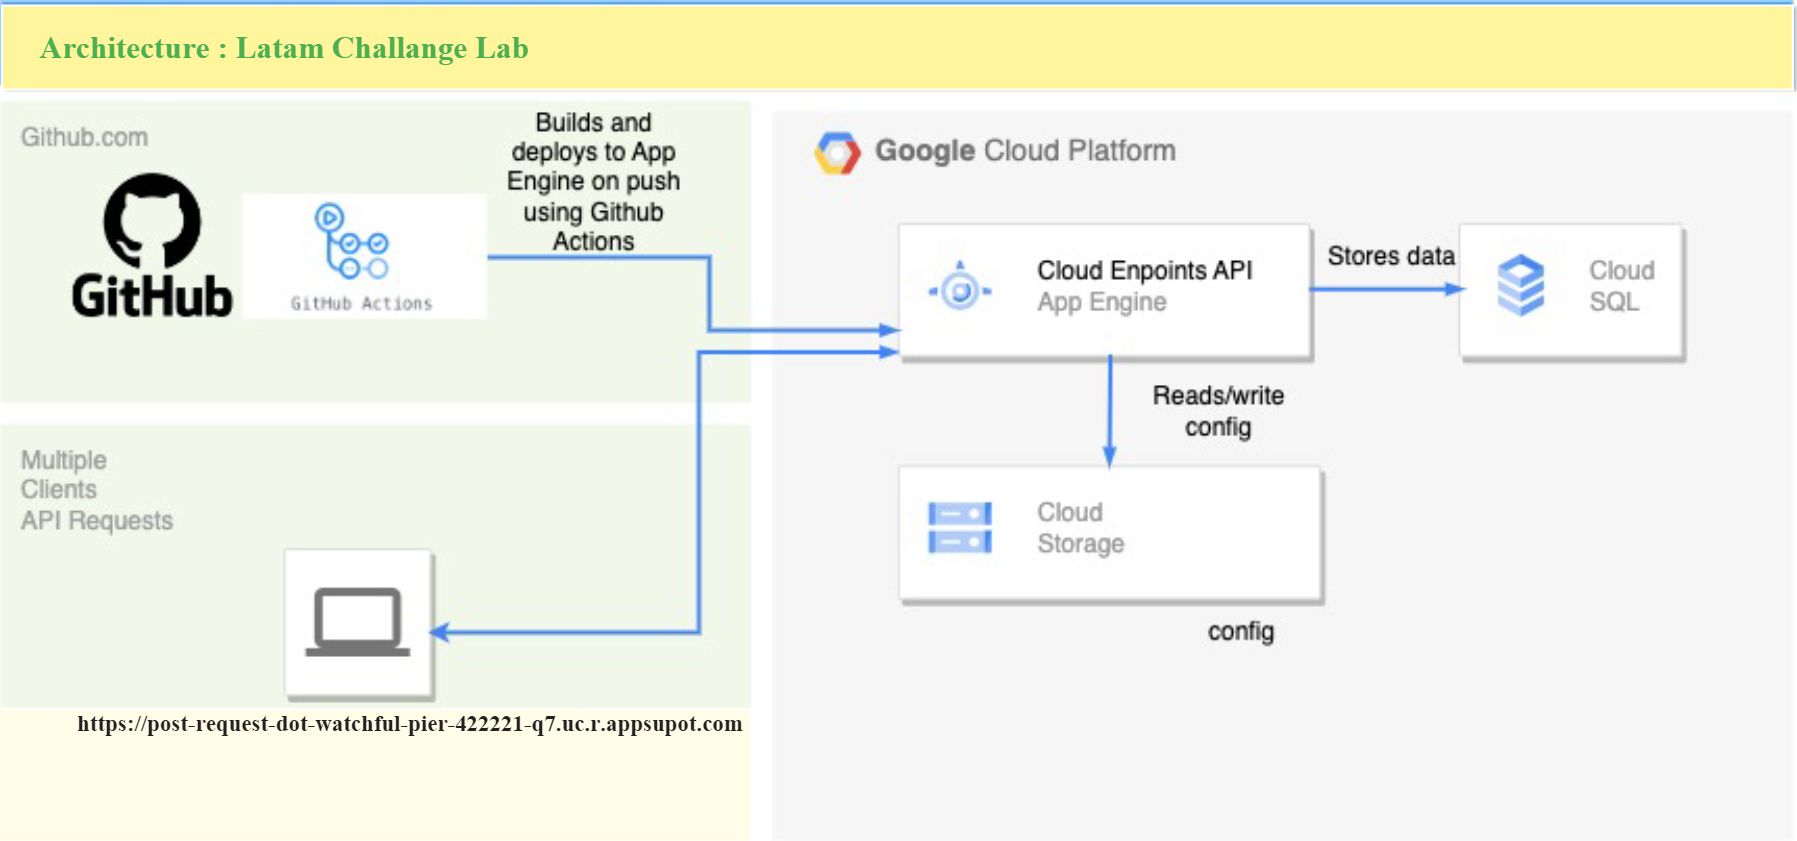 Architecture : Latam Challange Lab
Github.com
GitHub
GitHub Actions
Builds and
deploys to App
Engine on push
using Github
Actions
Multiple
Clients
API Requests
https://post-request-dot-watchful-pier-422221-q7.uc.r.appsupot.com
Google Cloud Platform
Cloud Enpoints API
App Engine
Stores data
Cloud
SQL
Reads/write
config
Cloud
Storage
config